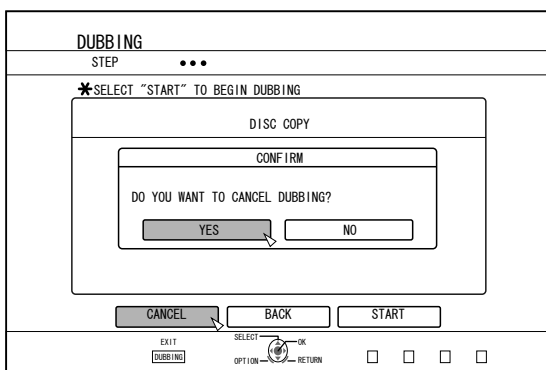 DUBBING
STEP
✱SELECT "START" TO BEGIN DUBBING
DISC COPY
CONFIRM
DO YOU WANT TO CANCEL DUBBING?
YES NO
CANCEL BACK START
EXIT SELECT OK
DUBBING OPTION RETURN